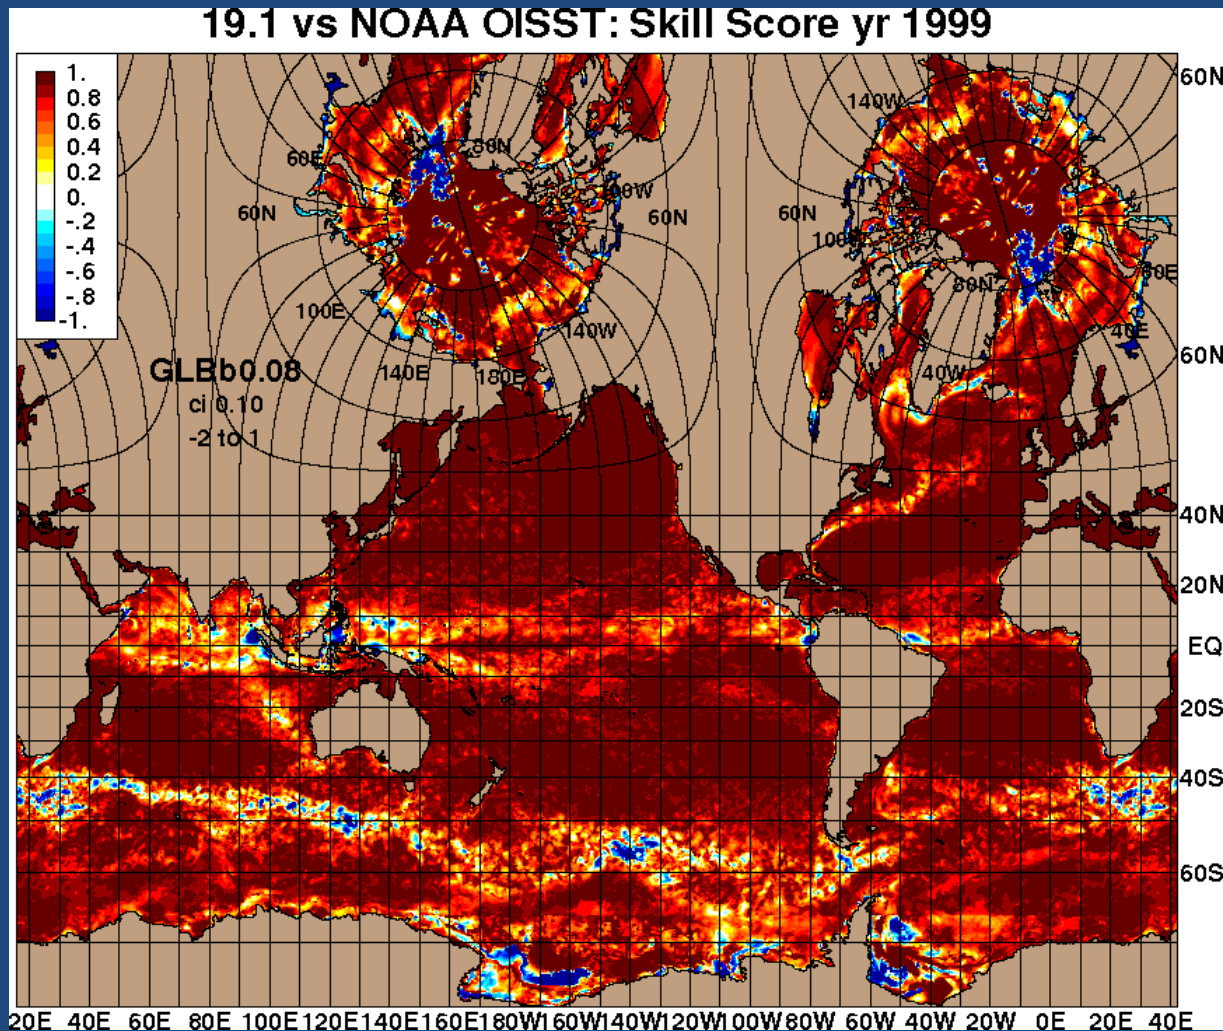 19.1 vs NOAA OISST: Skill Score yr 1999
1.
0.8
0.6
0.4
0.2
0.
-.2
-.4
-.6
-.8
-1.
60N
140W
80N
60E
100W
60N
60N
60N
100W
80N
60E
100E
140W
40E
60N
GLBb0.08
140E
180E
40W
ci 0.10
-2 to 1
40N
20N
EQ
20S
40S
60S
20E 40E 60E 80E 100E 120E 140E 160E 180W 160W 140W 120W 100W 80W 60W 40W 20W 0E 20E 40E